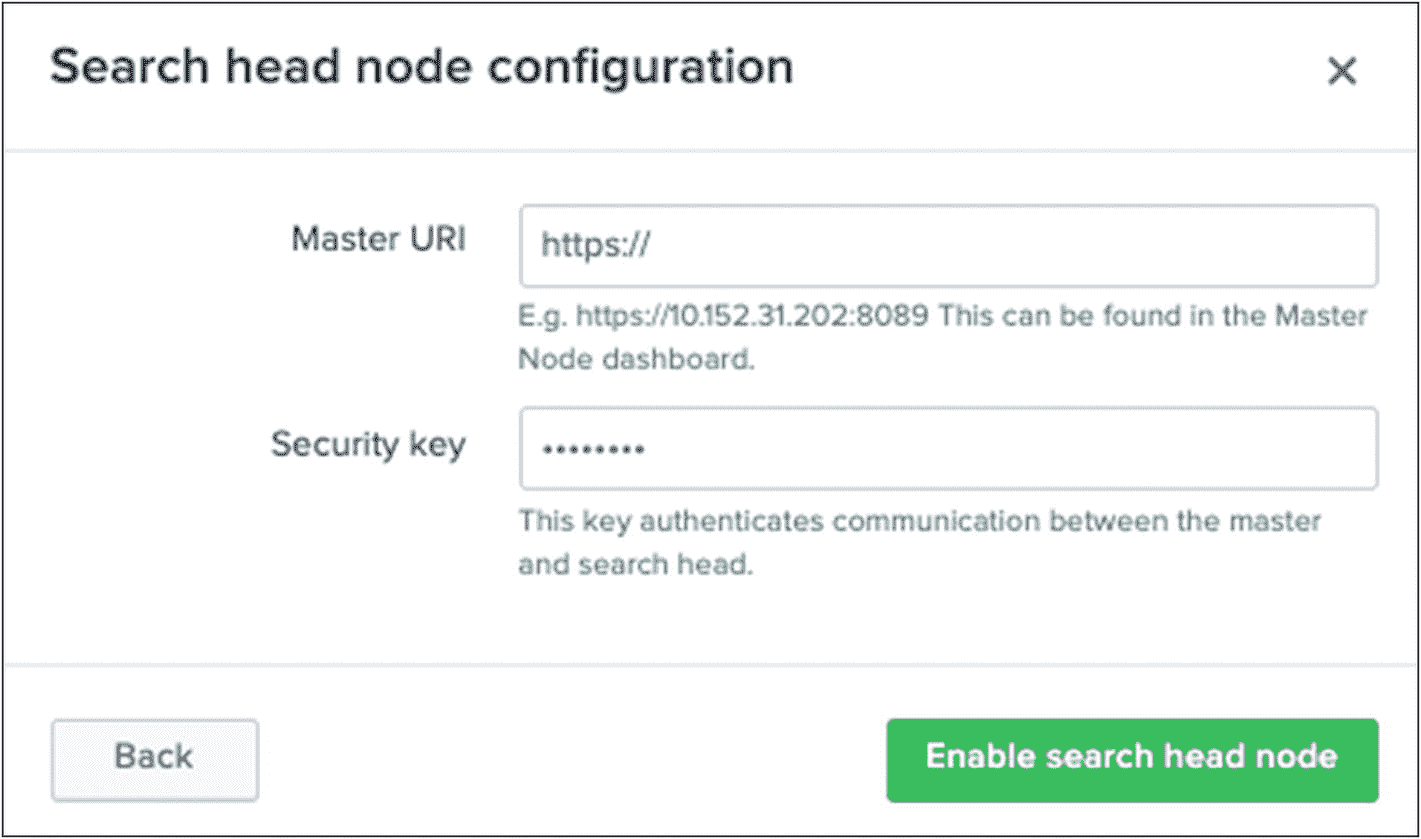 Search head node configuration
×
Master URI
https://
E.g. https://10.152.31.202:8089 This can be found in the Master
Node dashboard.
Security key
••••••••
This key authenticates communication between the master
and search head.
Back
Enable search head node